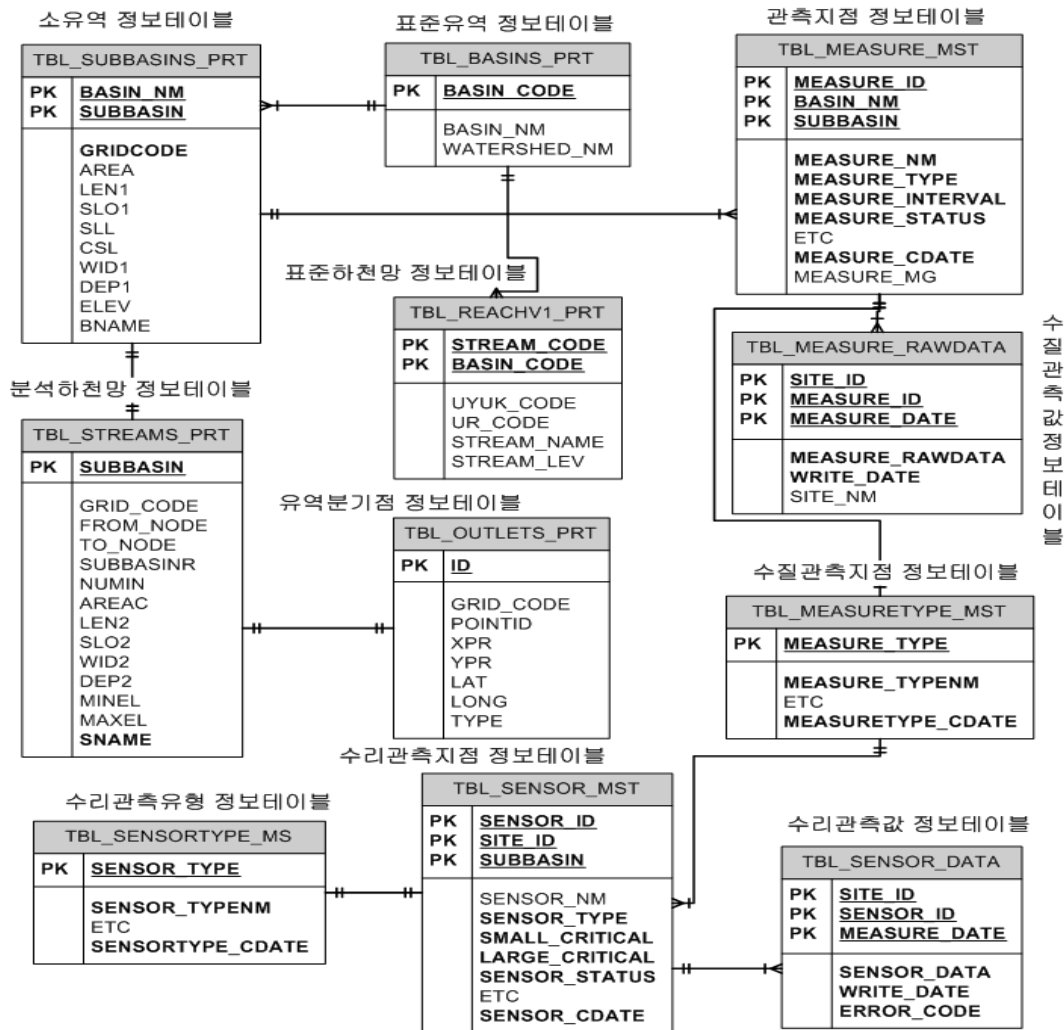 소유역 정보테이블
TBL_SUBBASINS_PRT
PK BASIN_NM
PK SUBBASIN
GRIDCODE
AREA
LEN1
SLO1
SLL
CSL
WID1
DEP1
ELEV
BNAME
표준유역 정보테이블
TBL_BASINS_PRT
PK BASIN_CODE
BASIN_NM
WATERSHED_NM
관측지점 정보테이블
TBL_MEASURE_MST
PK MEASURE_ID
PK BASIN_NM
PK SUBBASIN
MEASURE_NM
MEASURE_TYPE
MEASURE_INTERVAL
MEASURE_STATUS
ETC
MEASURE_CDATE
MEASURE_MG
표준하천망 정보테이블
TBL_REACHV1_PRT
PK STREAM_CODE
PK BASIN_CODE
UYUK_CODE
UR_CODE
STREAM_NAME
STREAM_LEV
수질관측값정보테이블
TBL_MEASURE_RAWDATA
PK SITE_ID
PK MEASURE_ID
PK MEASURE_DATE
MEASURE_RAWDATA
WRITE_DATE
SITE_NM
분석하천망 정보테이블
TBL_STREAMS_PRT
PK SUBBASIN
GRID_CODE
FROM_NODE
TO_NODE
SUBBASINR
NUMIN
AREAC
LEN2
SLO2
WID2
DEP2
MINEL
MAXEL
SNAME
유역분기점 정보테이블
TBL_OUTLETS_PRT
PK ID
GRID_CODE
POINTID
XPR
YPR
LAT
LONG
TYPE
수질관측지점 정보테이블
TBL_MEASURETYPE_MST
PK MEASURE_TYPE
MEASURE_TYPENM
ETC
MEASURETYPE_CDATE
수리관측유형 정보테이블
TBL_SENSORTYPE_MS
PK SENSOR_TYPE
SENSOR_TYPENM
ETC
SENSORTYPE_CDATE
수리관측지점 정보테이블
TBL_SENSOR_MST
PK SENSOR_ID
PK SITE_ID
PK SUBBASIN
SENSOR_NM
SENSOR_TYPE
SMALL_CRITICAL
LARGE_CRITICAL
SENSOR_STATUS
ETC
SENSOR_CDATE
수리관측값 정보테이블
TBL_SENSOR_DATA
PK SITE_ID
PK SENSOR_ID
PK MEASURE_DATE
SENSOR_DATA
WRITE_DATE
ERROR_CODE